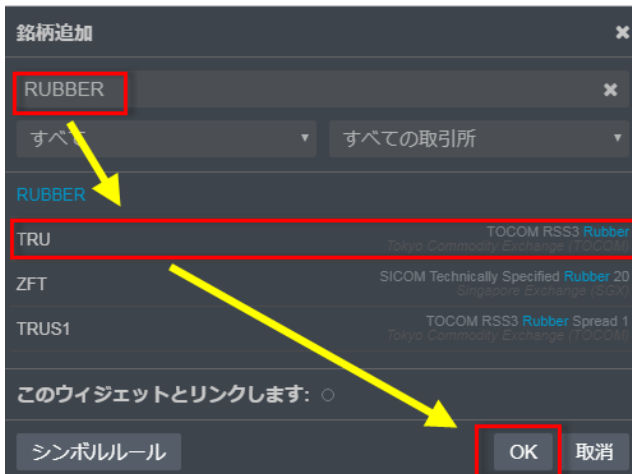 銘柄追加 ✖
RUBBER ✖
すべて ▼ すべての取引所 ▼
RUBBER
TRU TOCOM RSS3 Rubber
Tokyo Commodity Exchange (TOCOM)
ZFT SICOM Technically Specified Rubber 20
Singapore Exchange (SGX)
TRUS1 TOCOM RSS3 Rubber Spread 1
Tokyo Commodity Exchange (TOCOM)
このウィジェットとリンクします: ○
シンボルルール OK 取消